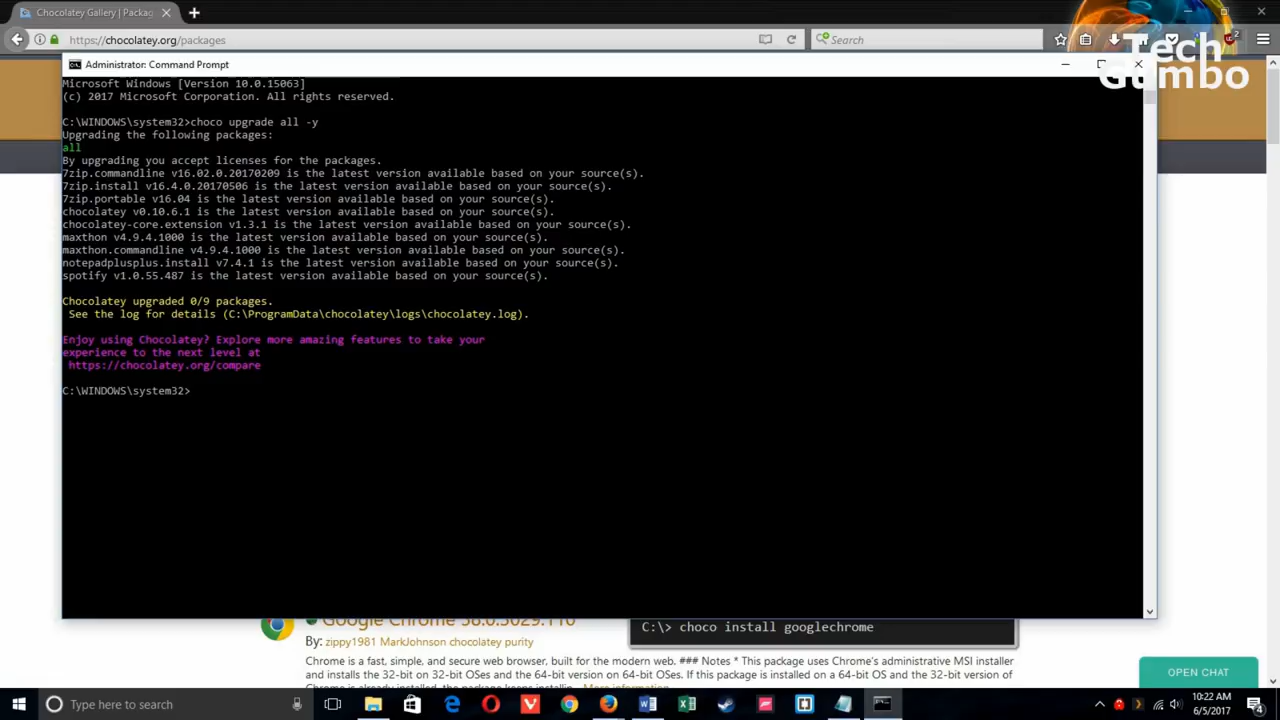 Chocolatey Gallery | Packag
https://chocolatey.org/packages
Search
2
Tech
Gumbo
Administrator: Command Prompt
Microsoft Windows [Version 10.0.15063]
(c) 2017 Microsoft Corporation. All rights reserved.
C:\WINDOWS\system32>choco upgrade all -y
Upgrading the following packages:
all
By upgrading you accept licenses for the packages.
7zip.commandline v16.02.0.20170209 is the latest version available based on your source(s).
7zip.install v16.4.0.20170506 is the latest version available based on your source(s).
7zip.portable v16.04 is the latest version available based on your source(s).
chocolatey v0.10.6.1 is the latest version available based on your source(s).
chocolatey-core.extension v1.3.1 is the latest version available based on your source(s).
maxthon v4.9.4.1000 is the latest version available based on your source(s).
maxthon.commandline v4.9.4.1000 is the latest version available based on your source(s).
notepadplusplus.install v7.4.1 is the latest version available based on your source(s).
spotify v1.0.55.487 is the latest version available based on your source(s).
Chocolatey upgraded 0/9 packages.
See the log for details (C:\ProgramData\chocolatey\logs\chocolatey.log).
Enjoy using Chocolatey? Explore more amazing features to take your
experience to the next level at
https://chocolatey.org/compare
C:\WINDOWS\system32>
Google Chrome 58.0.3029.110
C:\> choco install googlechrome
By: zippy1981 MarkJohnson chocolatey purity
Chrome is a fast, simple, and secure web browser, built for the modern web. ### Notes * This package uses Chrome's administrative MSI installer
and installs the 32-bit on 32-bit OSes and the 64-bit version on 64-bit OSes. If this package is installed on a 64-bit OS and the 32-bit version of
Chrome is already installed, the package keeps installin... More information
OPEN CHAT
Type here to search
10:22 AM
6/5/2017
4